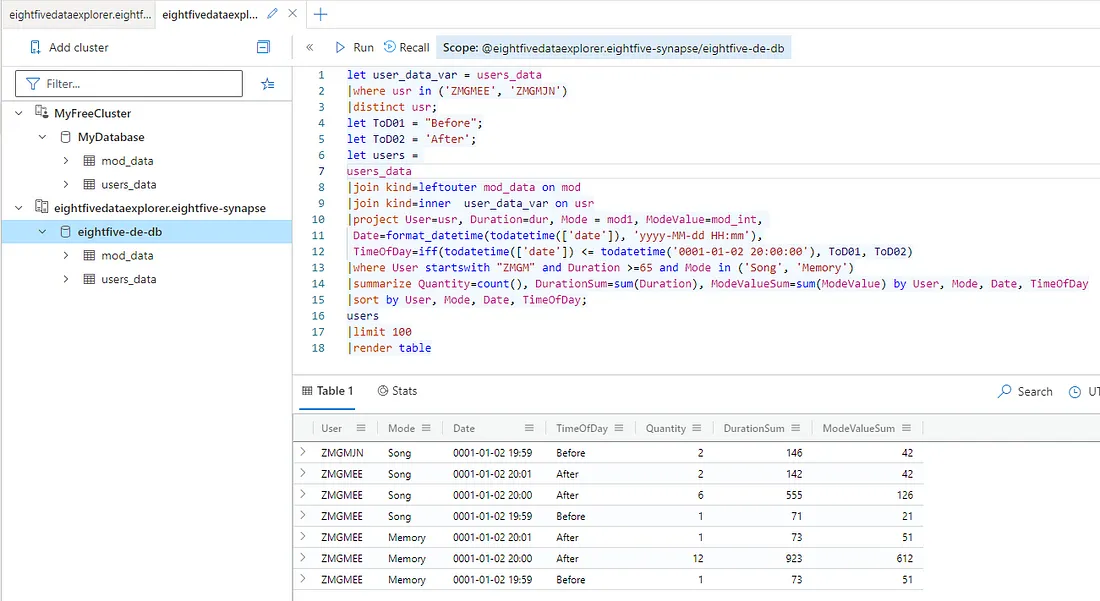 eightfivedataexplorer.eightf...
eightfivedataexpl...
Add cluster
Run
Recall
Scope: @eightfivedataexplorer.eightfive-synapse/eightfive-de-db
Filter...
MyFreeCluster
MyDatabase
mod_data
users_data
eightfivedataexplorer.eightfive-synapse
eightfive-de-db
mod_data
users_data
1 let user_data_var = users_data
2 |where usr in ('ZMGMEE', 'ZMGMJN')
3 |distinct usr;
4 let ToD01 = "Before";
5 let ToD02 = 'After';
6 let users =
7 users_data
8 |join kind=leftouter mod_data on mod
9 |join kind=inner  user_data_var on usr
10 |project User=usr, Duration=dur, Mode = mod1, ModeValue=mod_int,
11 Date=format_datetime(todatetime(['date']), 'yyyy-MM-dd HH:mm'),
12 TimeOfDay=iff(todatetime(['date']) <= todatetime('0001-01-02 20:00:00'), ToD01, ToD02)
13 |where User startswith "ZMGM" and Duration >=65 and Mode in ('Song', 'Memory')
14 |summarize Quantity=count(), DurationSum=sum(Duration), ModeValueSum=sum(ModeValue) by User, Mode, Date, TimeOfDay
15 |sort by User, Mode, Date, TimeOfDay;
16 users
17 |limit 100
18 |render table
Table 1
Stats
Search
UT
User Mode Date TimeOfDay Quantity DurationSum ModeValueSum
ZMGMJN Song 0001-01-02 19:59 Before 2 146 42
ZMGMEE Song 0001-01-02 20:01 After 2 142 42
ZMGMEE Song 0001-01-02 20:00 After 6 555 126
ZMGMEE Song 0001-01-02 19:59 Before 1 71 21
ZMGMEE Memory 0001-01-02 20:01 After 1 73 51
ZMGMEE Memory 0001-01-02 20:00 After 12 923 612
ZMGMEE Memory 0001-01-02 19:59 Before 1 73 51